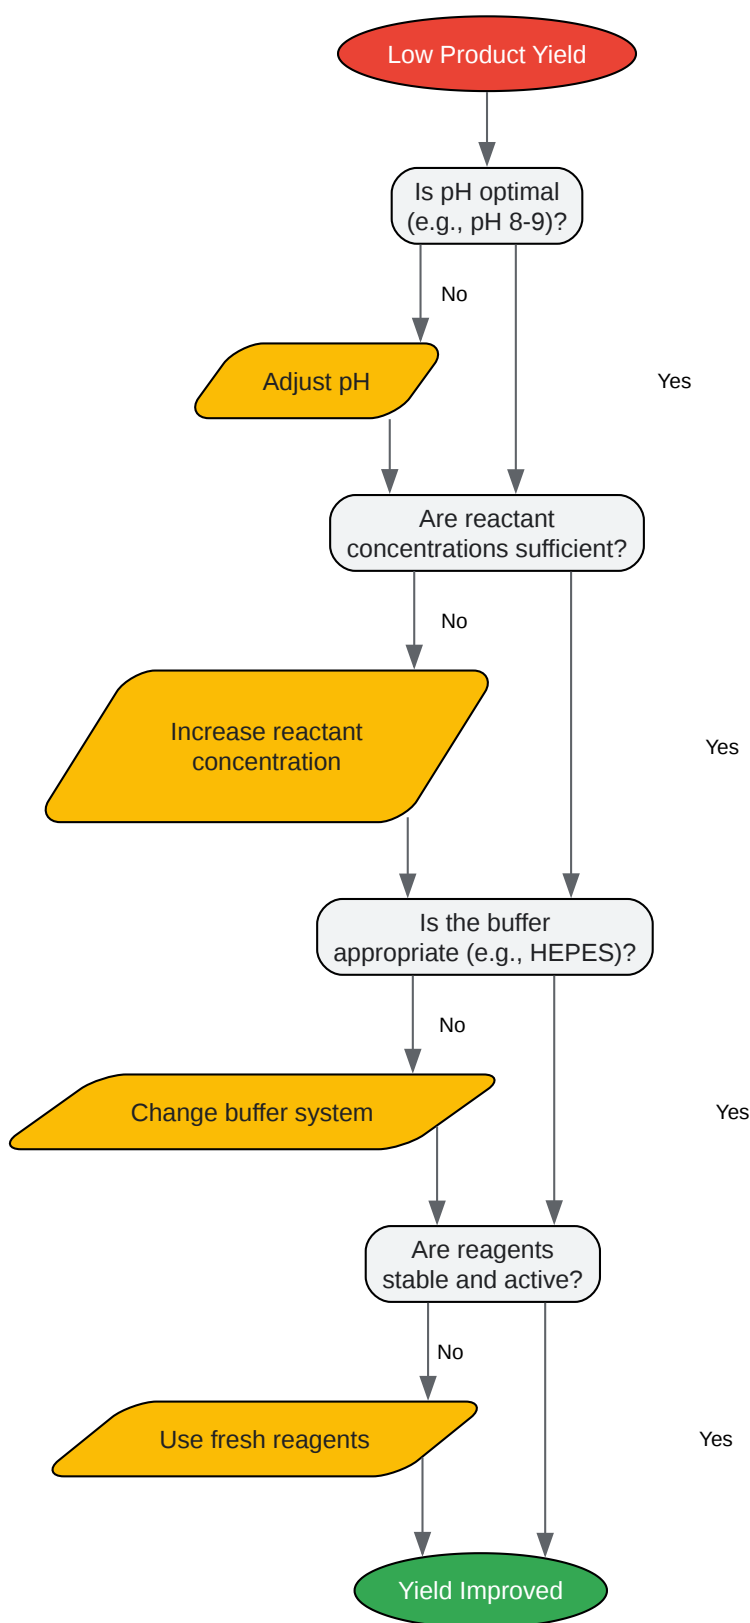 Low Product Yield
Is pH optimal
(e.g., pH 8-9)?
No
Adjust pH
Yes
Are reactant
concentrations sufficient?
No
Increase reactant
concentration
Yes
Is the buffer
appropriate (e.g., HEPES)?
No
Change buffer system
Yes
Are reagents
stable and active?
No
Use fresh reagents
Yes
Yield Improved